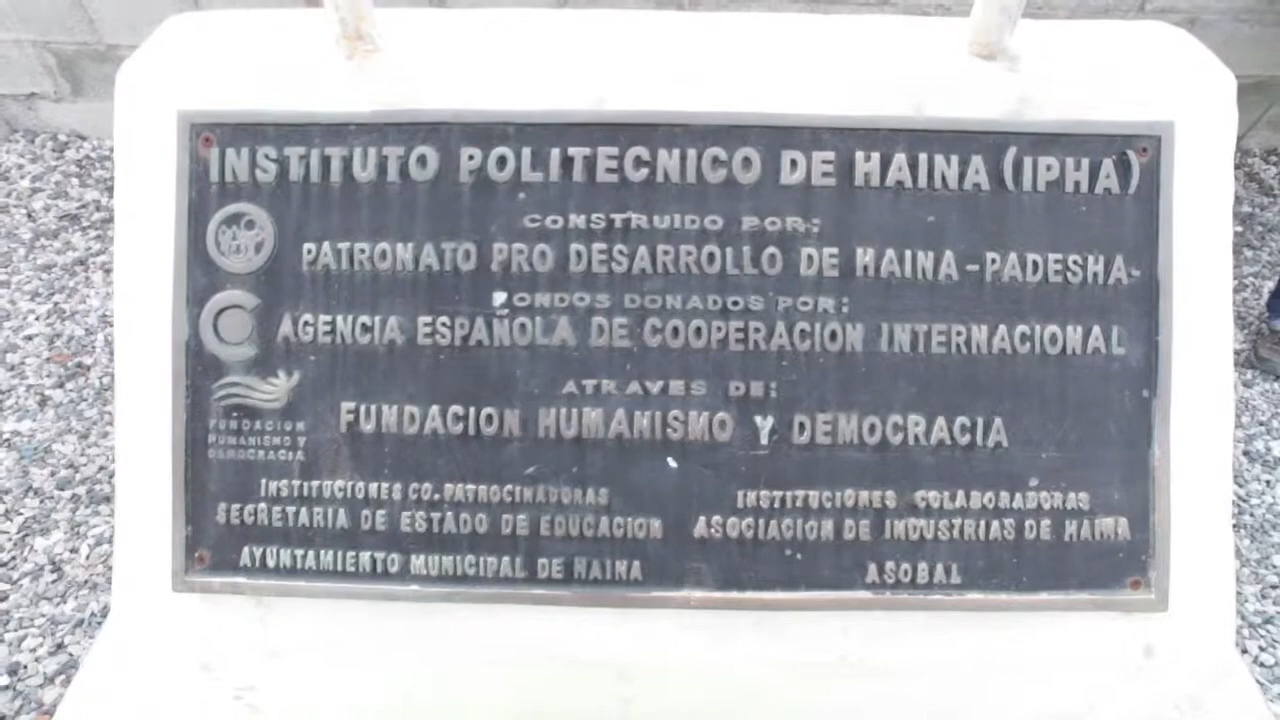 INSTITUTO POLITECNICO DE HAINA (IPHA)
CONSTRUIDO POR:
PATRONATO PRO DESARROLLO DE HAINA-PADESHA-
FONDOS DONADOS POR:
AGENCIA ESPAÑOLA DE COOPERACION INTERNACIONAL
ATRAVES DE:
FUNDACION HUMANISMO Y DEMOCRACIA
FUNDACION
HUMANISMO Y
DEMOCRACIA
INSTITUCIONES CO. PATROCINADORAS
SECRETARIA DE ESTADO DE EDUCACION
AYUNTAMIENTO MUNICIPAL DE HAINA
INSTITUCIONES COLABORADORAS
ASOCIACION DE INDUSTRIAS DE HAINA
ASOBAL